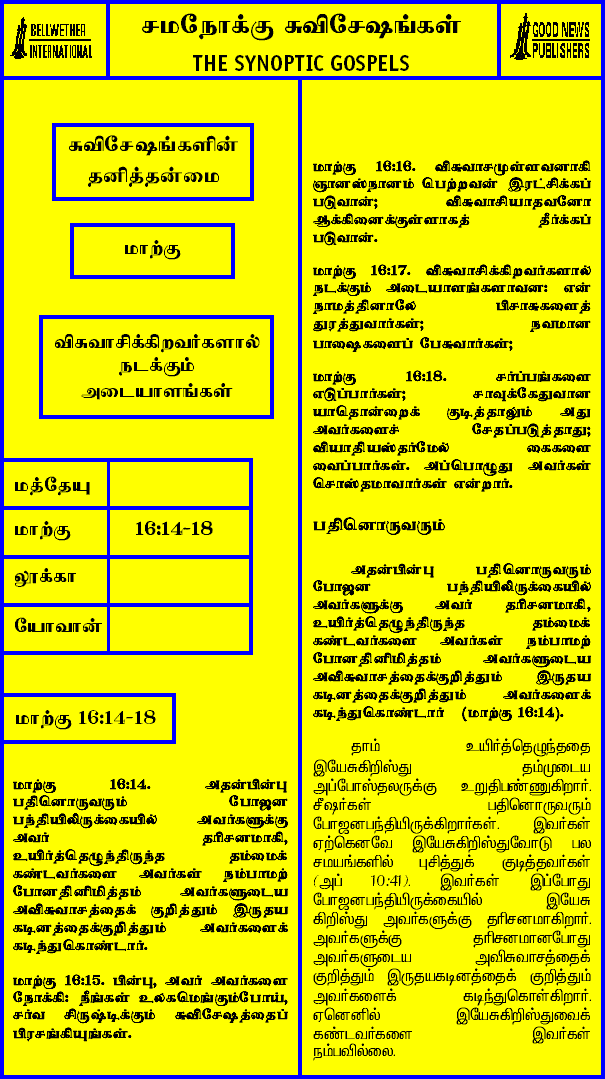 BELLWETHER
INTERNATIONAL
சமநோக்கு சுவிசேஷங்கள்
THE SYNOPTIC GOSPELS
GOOD NEWS
PUBLISHERS
சுவிசேஷங்களின்
தனித்தன்மை
மாற்கு
விசுவாசிக்கிறவர்களால்
நடக்கும்
அடையாளங்கள்
மத்தேயு
மாற்கு 16:14-18
லூக்கா
யோவான்
மாற்கு 16:14-18
மாற்கு 16:14. அதன்பின்பு
பதினொருவரும் போஜன
பந்தியிலிருக்கையில் அவர்களுக்கு
அவர் தரிசனமாகி,
உயிர்த்தெழுந்திருந்த தம்மைக்
கண்டவர்களை அவர்கள் நம்பாமற்
போனதினிமித்தம் அவர்களுடைய
அவிசுவாசத்தைக் குறித்தும் இருதய
கடினத்தைக்குறித்தும் அவர்களைக்
கடிந்துகொண்டார்.
மாற்கு 16:15. பின்பு, அவர் அவர்களை
நோக்கி: நீங்கள் உலகமெங்கும்போய்,
சர்வ சிருஷ்டிக்கும் சுவிசேஷத்தைப்
பிரசங்கியுங்கள்.
மாற்கு 16:16. விசுவாசமுள்ளவனாகி
ஞானஸ்நானம் பெற்றவன் இரட்சிக்கப்
படுவான்; விசுவாசியாதவனோ
ஆக்கினைக்குள்ளாகத் தீர்க்கப்
படுவான்.
மாற்கு 16:17. விசுவாசிக்கிறவர்களால்
நடக்கும் அடையாளங்களாவன: என்
நாமத்தினாலே பிசாசுகளைத்
துரத்துவார்கள்; நவமான
பாஷைகளைப் பேசுவார்கள்;
மாற்கு 16:18. சர்ப்பங்களை
எடுப்பார்கள்; சாவுக்கேதுவான
யாதொன்றைக் குடித்தாலும் அது
அவர்களைச் சேதப்படுத்தாது;
வியாதியஸ்தர்மேல் கைகளை
வைப்பார்கள். அப்பொழுது அவர்கள்
சொஸ்தமாவார்கள் என்றார்.
பதினொருவரும்
அதன்பின்பு பதினொருவரும்
போஜன பந்தியிலிருக்கையில்
அவர்களுக்கு அவர் தரிசனமாகி,
உயிர்த்தெழுந்திருந்த தம்மைக்
கண்டவர்களை அவர்கள் நம்பாமற்
போனதினிமித்தம் அவர்களுடைய
அவிசுவாசத்தைக்குறித்தும் இருதய
கடினத்தைக்குறித்தும் அவர்களைக்
கடிந்துகொண்டார் (மாற்கு 16:14).
தாம் உயிர்த்தெழுந்ததை
இயேசுகிறிஸ்து தம்முடைய
அப்போஸ்தலருக்கு உறுதிபண்ணுகிறார்.
சீஷர்கள் பதினொருவரும்
போஜனபந்தியிருக்கிறார்கள். இவர்கள்
ஏற்கெனவே இயேசுகிறிஸ்துவோடு பல
சமயங்களில் புசித்துக் குடித்தவர்கள்
(அப் 10:41). இவர்கள் இப்போது
போஜனபந்தியிருக்கையில் இயேசு
கிறிஸ்து அவர்களுக்கு தரிசனமாகிறார்.
அவர்களுக்கு தரிசனமானபோது
அவர்களுடைய அவிசுவாசத்தைக்
குறித்தும் இருதயகடினத்தைக் குறித்தும்
அவர்களைக் கடிந்துகொள்கிறார்.
ஏனெனில் இயேசுகிறிஸ்துவைக்
கண்டவர்களை இவர்கள்
நம்பவில்லை.